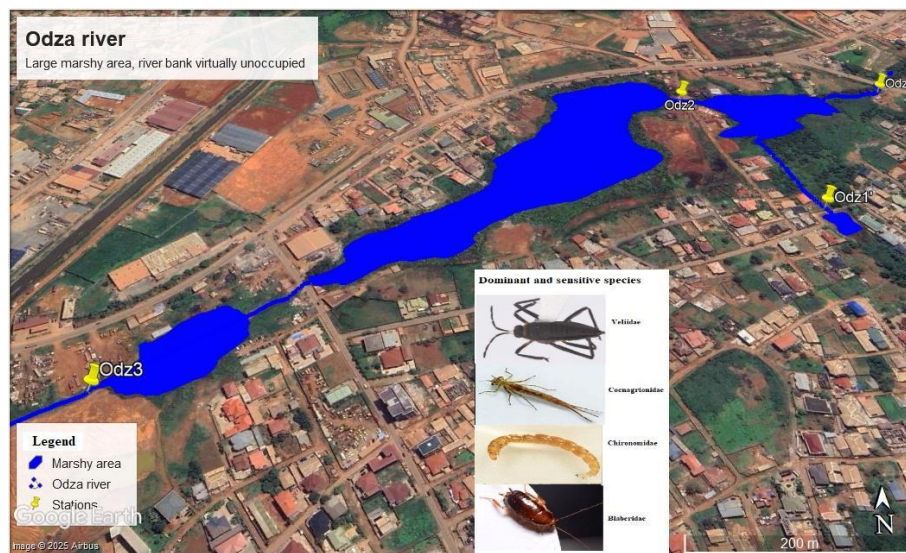 Odza river
Large marshy area, river bank virtually unoccupied
Odz2
Odz1'
Odz3
Dominant and sensitive species
Veliidae
Coenagrionidae
Chironomidae
Blaberidae
Legend
Marshy area
Odza river
Stations
Google Earth
Image © 2025 Airbus
N
200 m